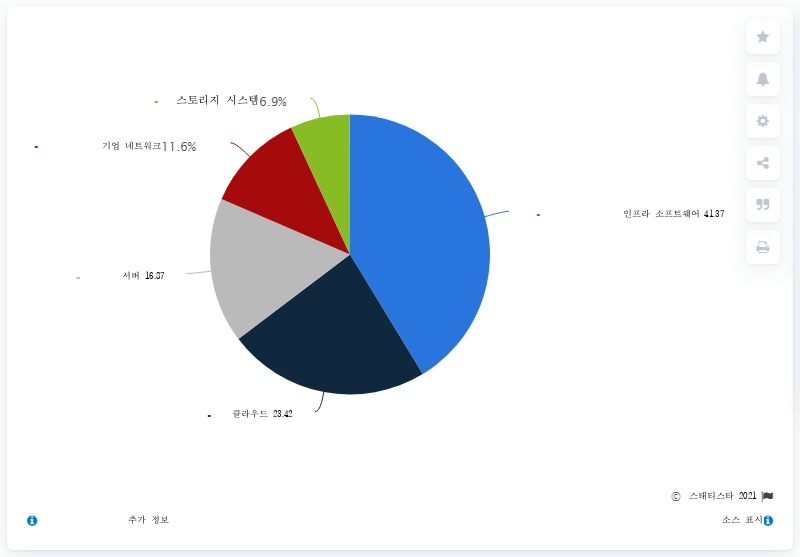 스토리지 시스템6.9%
기업 네트워크11.6%
인프라 소프트웨어 41.37
서버 16.87
클라우드 23.42
© 스태티스타 2021
추가 정보
소스 표시